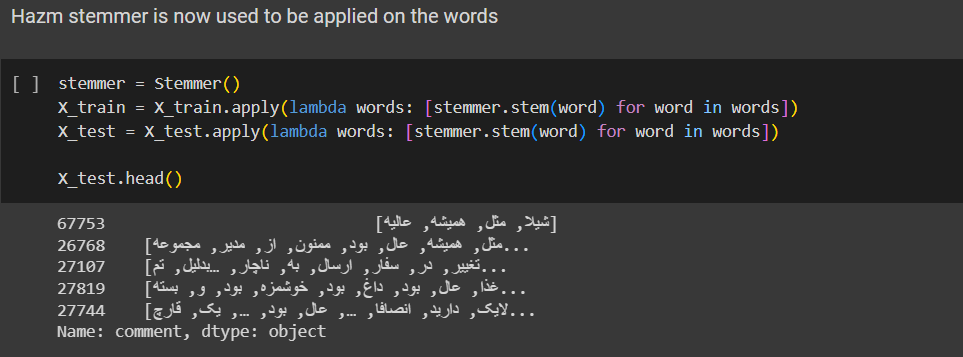 Hazm stemmer is now used to be applied on the words
[ ] stemmer = Stemmer()
X_train = X_train.apply(lambda words: [stemmer.stem(word) for word in words])
X_test = X_test.apply(lambda words: [stemmer.stem(word) for word in words])
X_test.head()
67753 [شیلا, مثل, همیشه, عالیه]
26768 [مثل, همیشه, عال, بود, ممنون, از, مدیر, مجموعه...
27107 [تغییر, در, سفار, ارسال, به, ناچار, …بدلیل, تم...
27819 [غذا, عال, بود, داغ, بود, خوشمزه, بود, و, بسته...
27744 [لایک, دارید, انصافا, …, عال, بود, …, یک, قارچ...
Name: comment, dtype: object